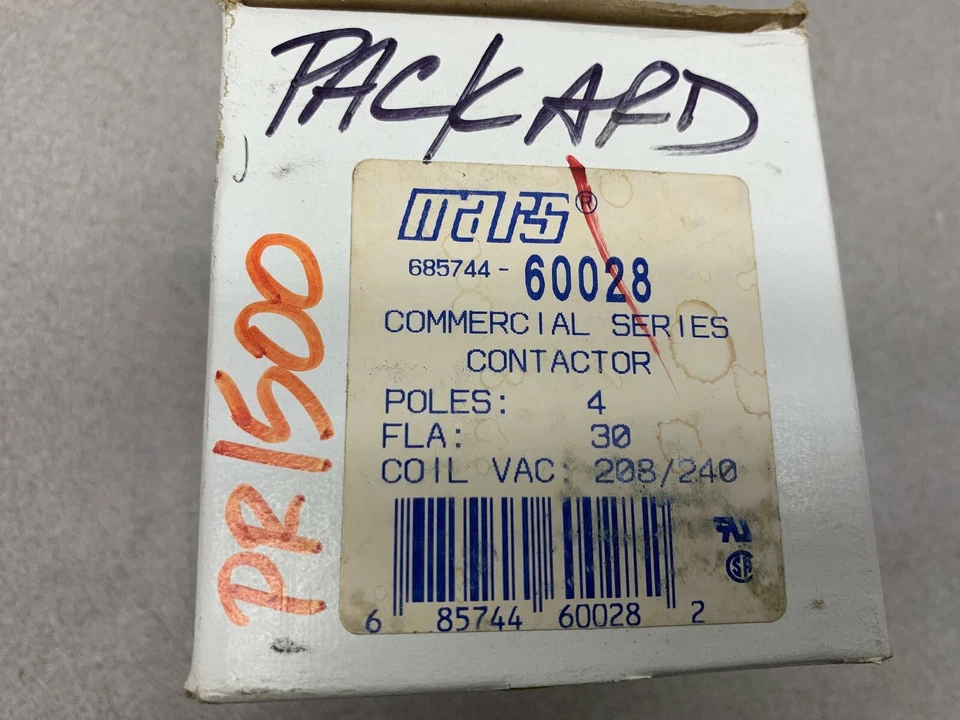 PACKARD
mars®
685744-60028
COMMERCIAL SERIES
CONTACTOR
POLES: 4
FLA: 30
COIL VAC: 208/240
6 85744 60028 2
PR1500